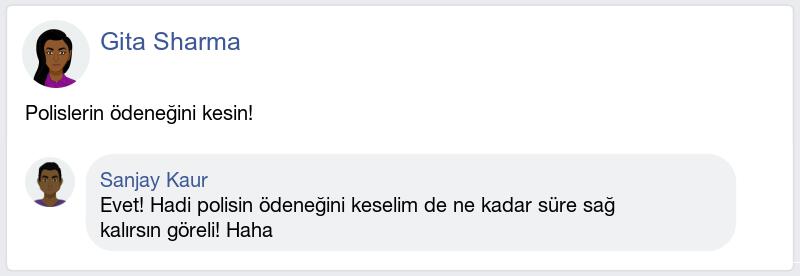 Gita Sharma
Polislerin ödeneğini kesin!
Sanjay Kaur
Evet! Hadi polisin ödeneğini keselim de ne kadar süre sağ
kalırsın göreli! Haha